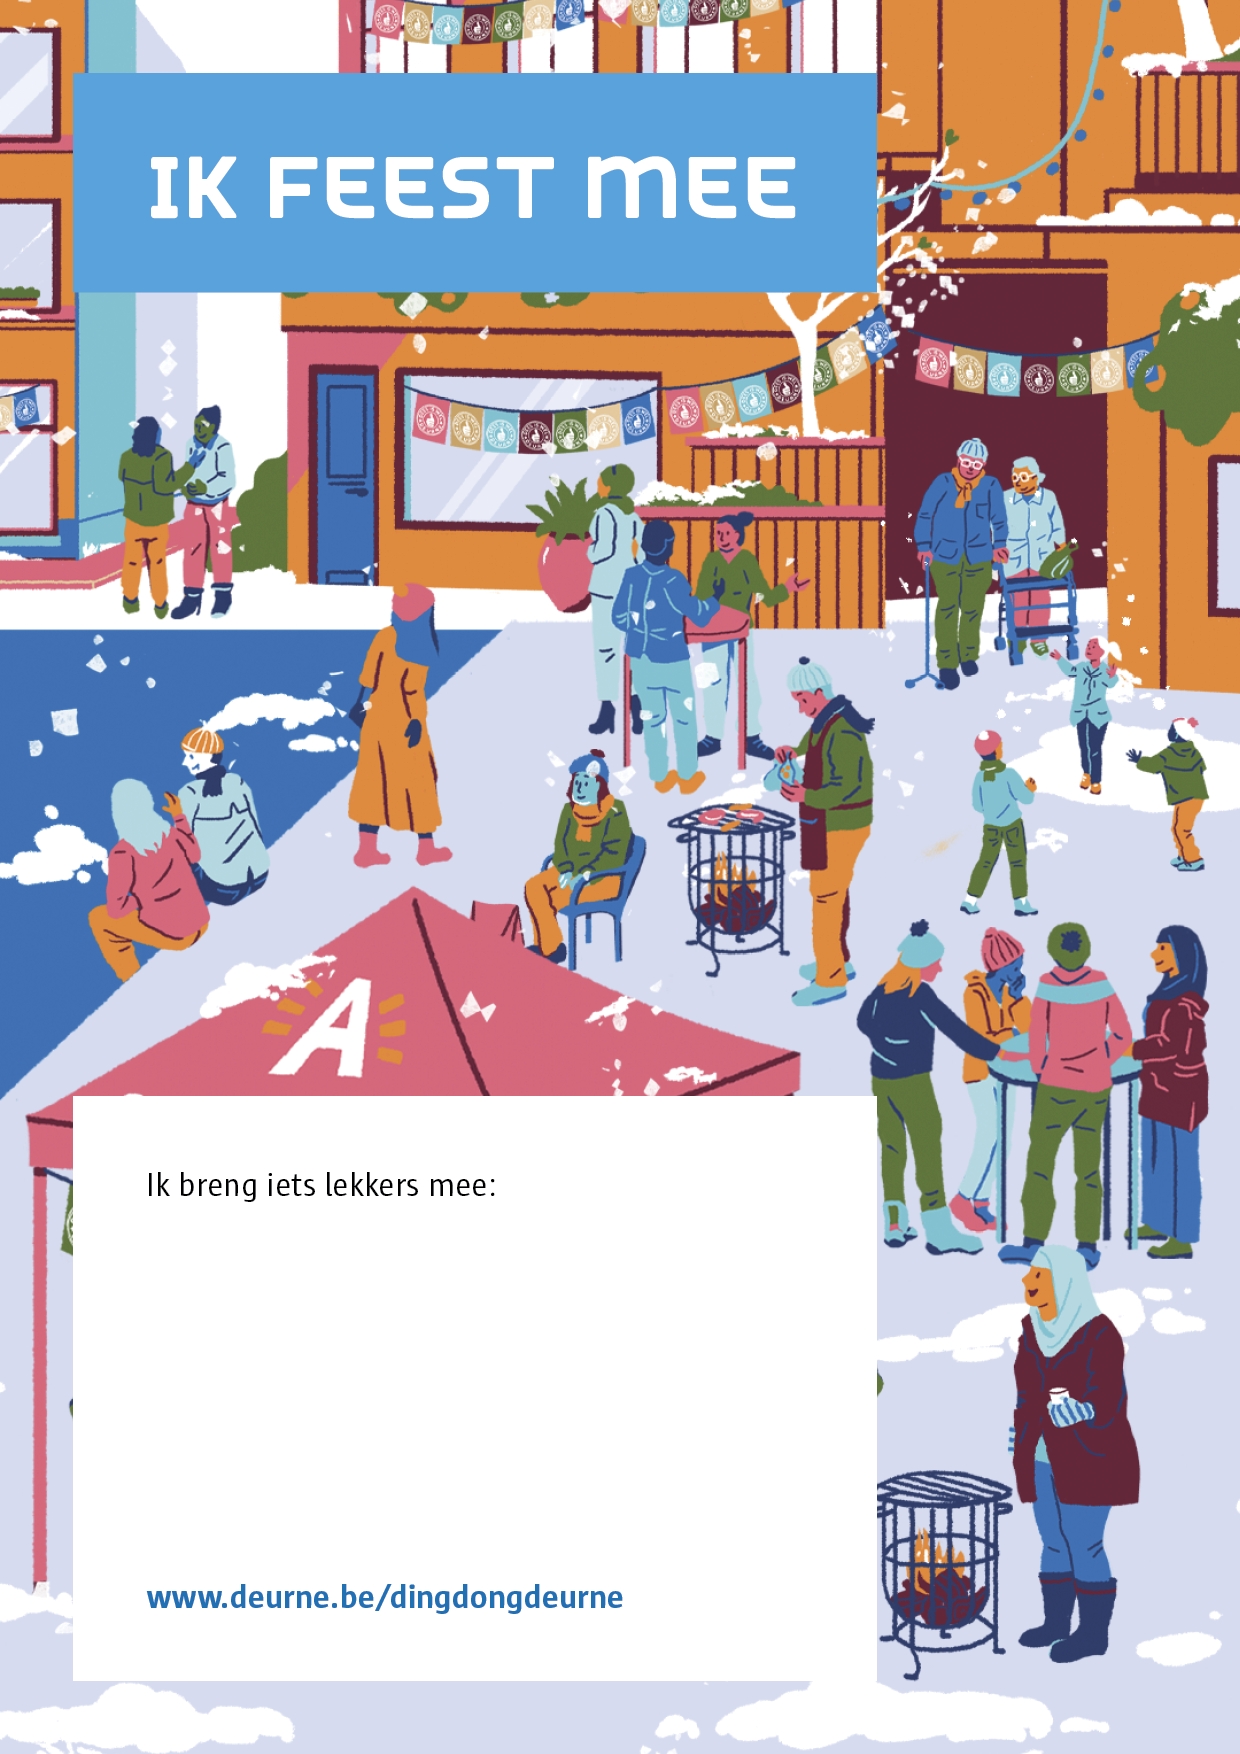 IK FEEST MEE
A
Ik breng iets lekkers mee:
www.deurne.be/dingdongdeurne